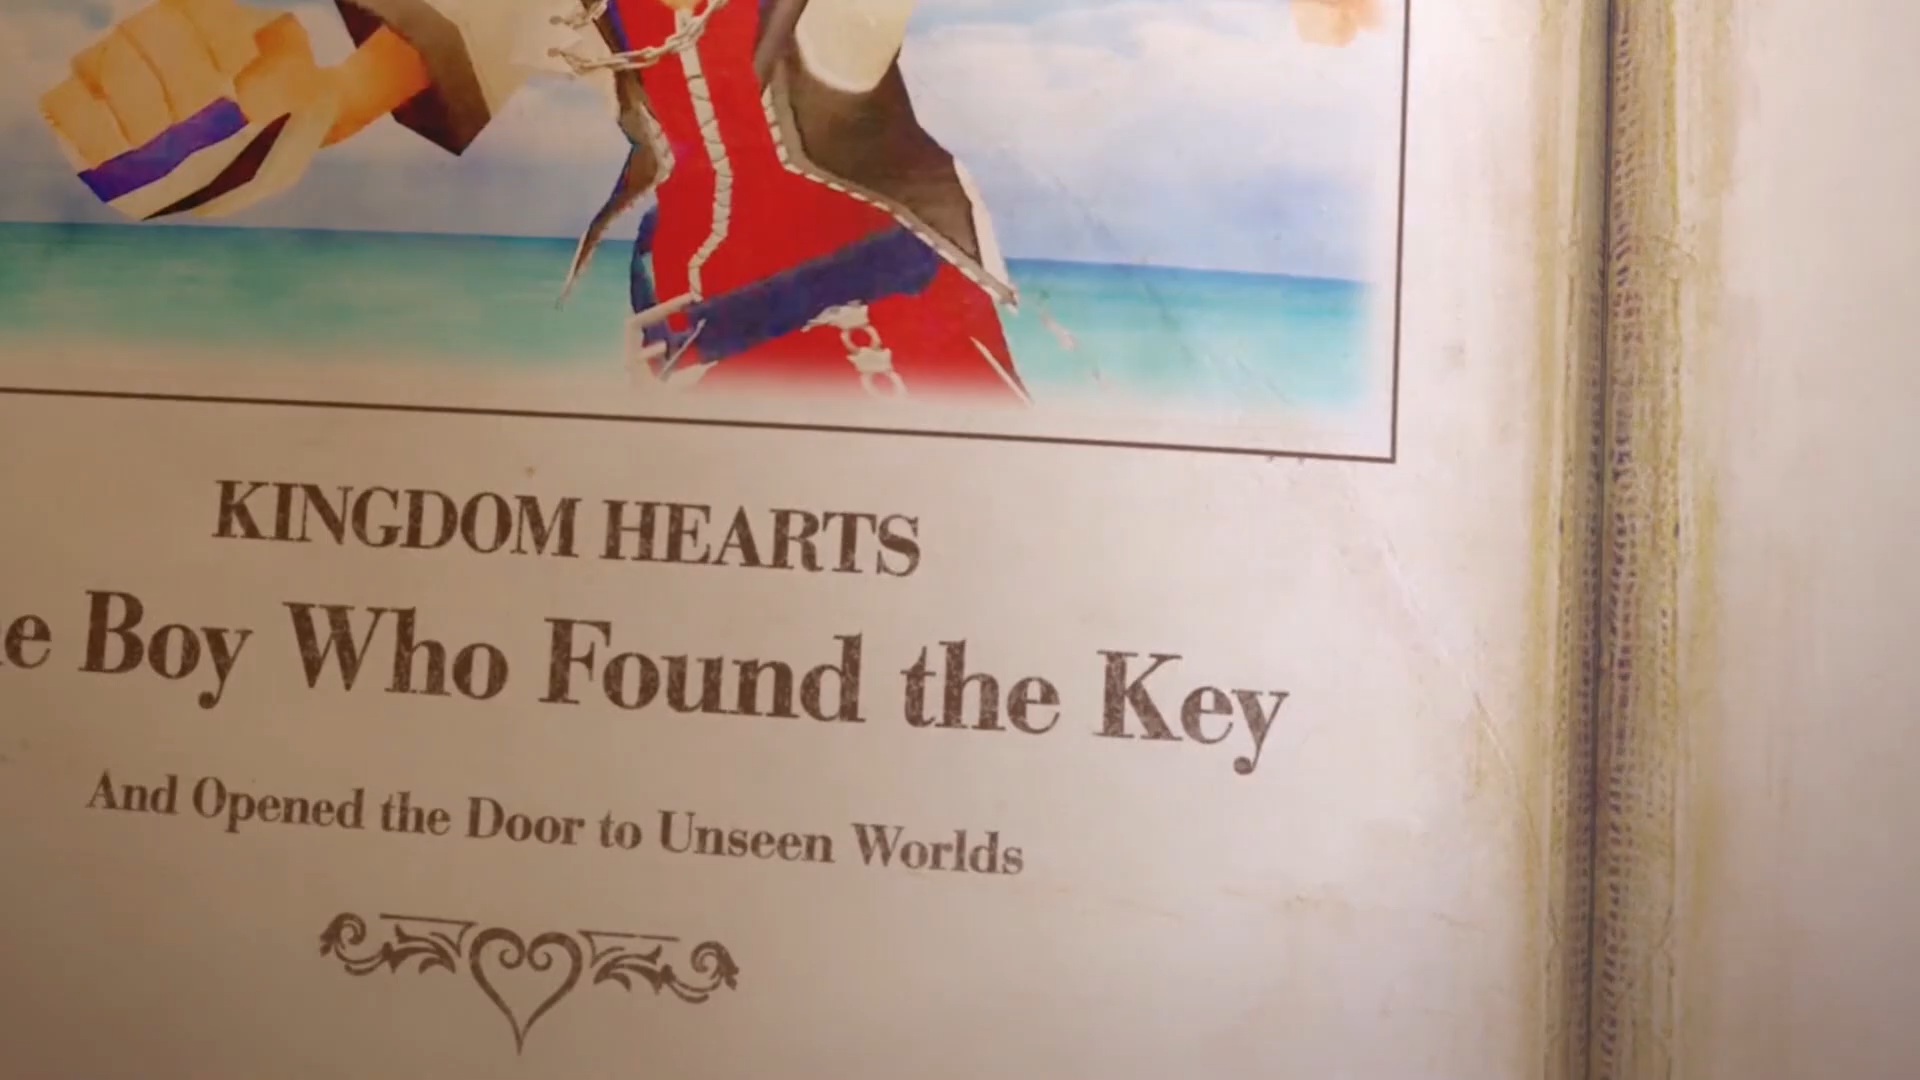 KINGDOM HEARTS
e Boy Who Found the Key
And Opened the Door to Unseen Worlds